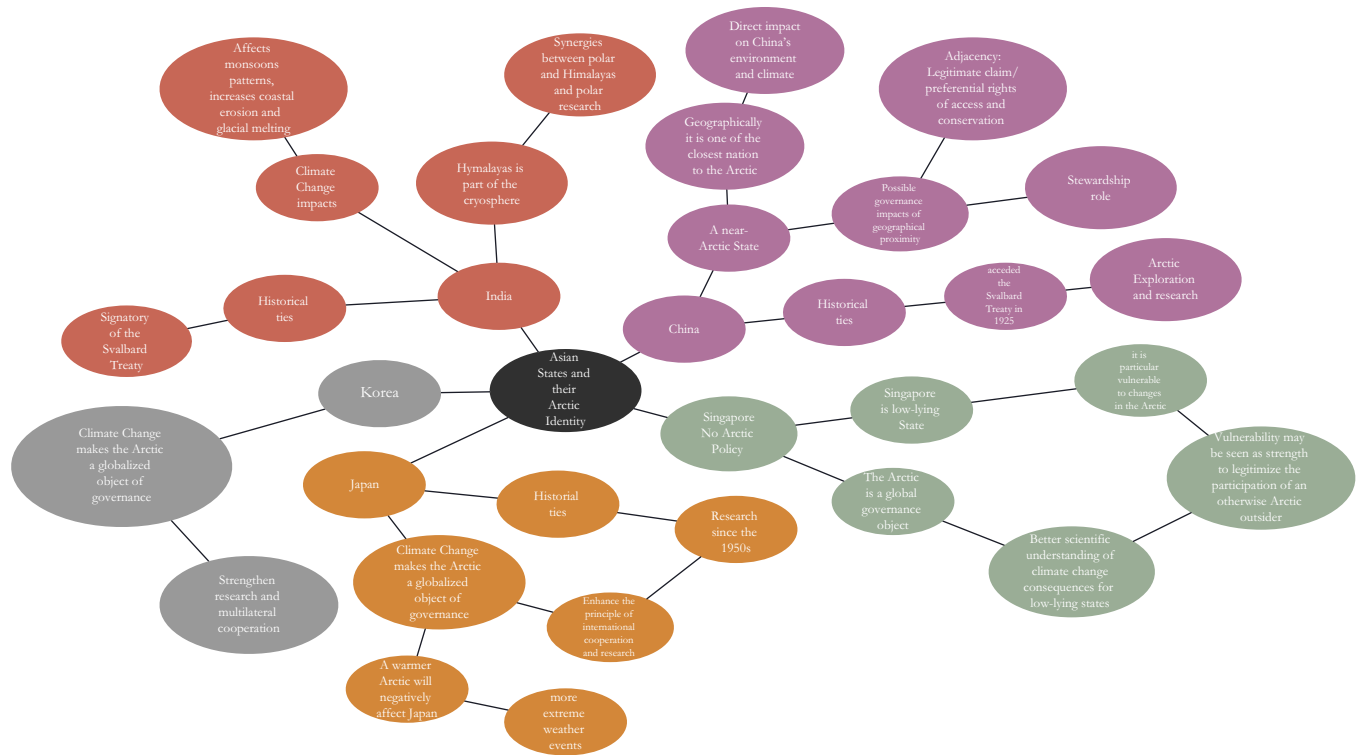 Asian
States and
their
Arctic
Identity
India
Climate
Change
impacts
Affects
monsoons
patterns,
increases coastal
erosion and
glacial melting
Hymalayas is
part of the
cryosphere
Synergies
between polar
and Himalayas
and polar
research
Historical
ties
Signatory
of the
Svalbard
Treaty
China
A near-
Arctic State
Geographically
it is one of the
closest nation
to the Arctic
Direct impact
on China's
environment
and climate
Possible
governance
impacts of
geographical
proximity
Adjacency:
Legitimate claim/
preferential rights
of access and
conservation
Stewardship
role
Historical
ties
acceded
the
Svalbard
Treaty in
1925
Arctic
Exploration
and research
Singapore
No Arctic
Policy
Singapore
is low-lying
State
it is
particular
vulnerable
to changes
in the Arctic
Vulnerability may
be seen as strength
to legitimize the
participation of an
otherwise Arctic
outsider
The Arctic
is a global
governance
object
Better scientific
understanding of
climate change
consequences for
low-lying states
Korea
Climate Change
makes the Arctic
a globalized
object of
governance
Strengthen
research and
multilateral
cooperation
Japan
Historial
ties
Research
since the
1950s
Climate Change
makes the Arctic
a globalized
object of
governance
Enhance the
principle of
international
cooperation
and research
A warmer
Arctic will
negatively
affect Japan
more
extreme
weather
events